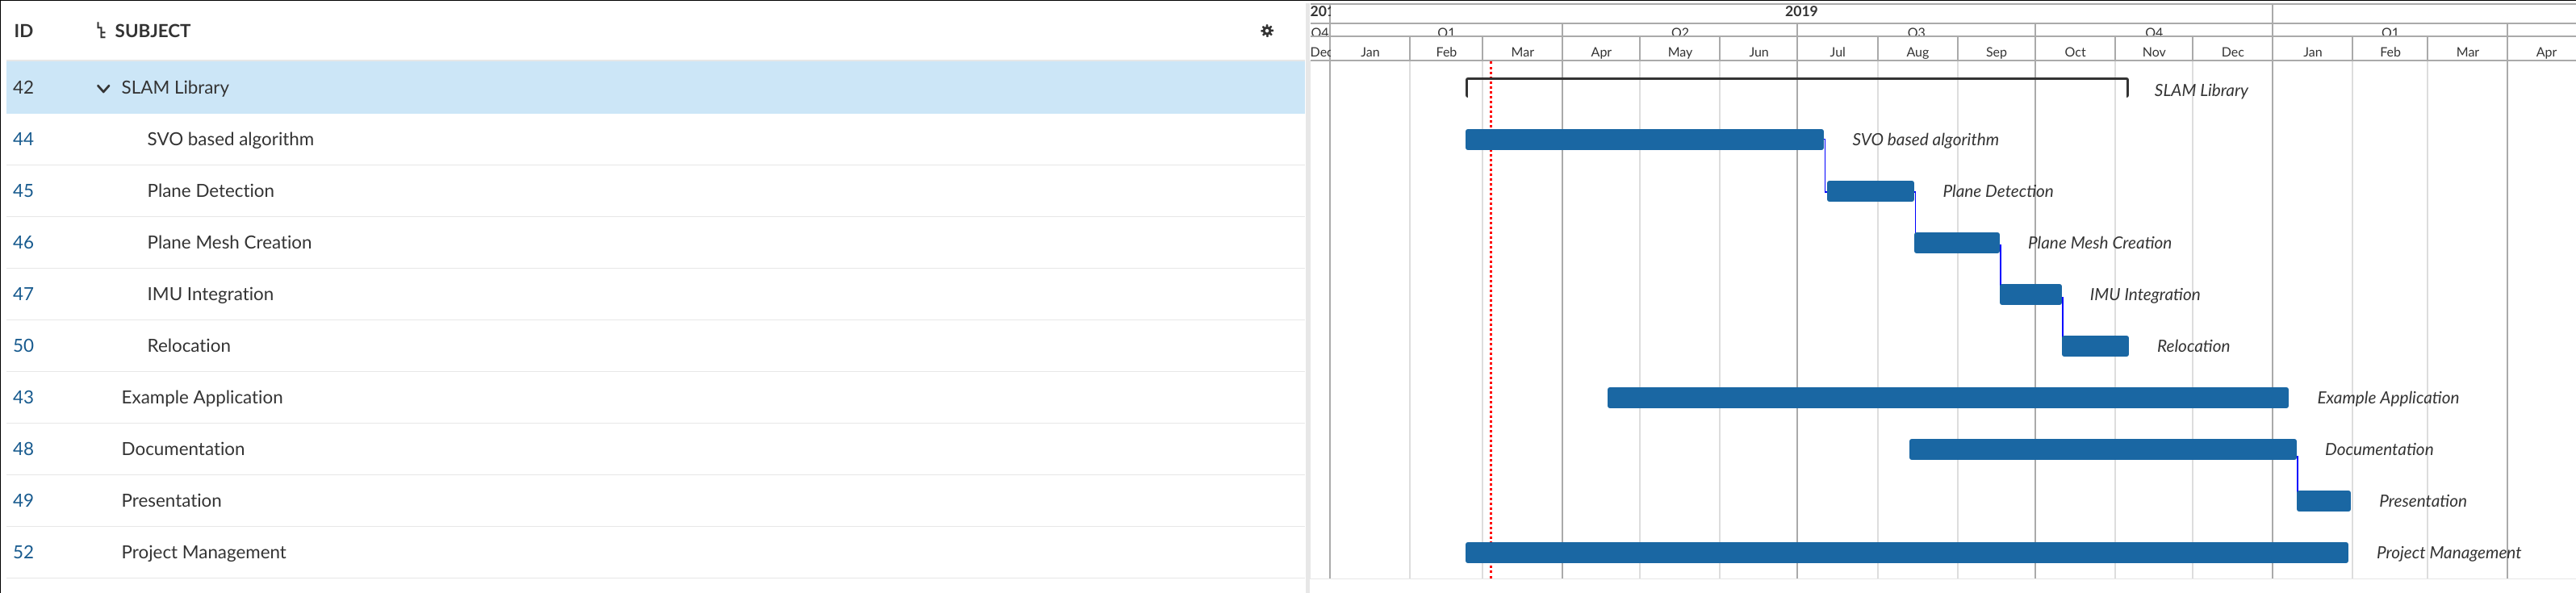 ID SUBJECT
2019
Q4 Q1 Q2 Q3 Q4 Q1
Dec Jan Feb Mar Apr May Jun Jul Aug Sep Oct Nov Dec Jan Feb Mar Apr
42 SLAM Library SLAM Library
44 SVO based algorithm SVO based algorithm
45 Plane Detection Plane Detection
46 Plane Mesh Creation Plane Mesh Creation
47 IMU Integration IMU Integration
50 Relocation Relocation
43 Example Application Example Application
48 Documentation Documentation
49 Presentation Presentation
52 Project Management Project Management